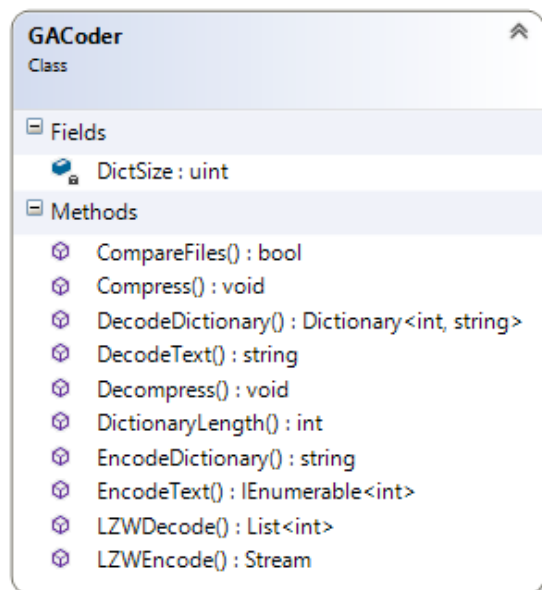 GACoder
Class
Fields
DictSize : uint
Methods
CompareFiles() : bool
Compress() : void
DecodeDictionary() : Dictionary<int, string>
DecodeText() : string
Decompress() : void
DictionaryLength() : int
EncodeDictionary() : string
EncodeText() : IEnumerable<int>
LZWDecode() : List<int>
LZWEncode() : Stream